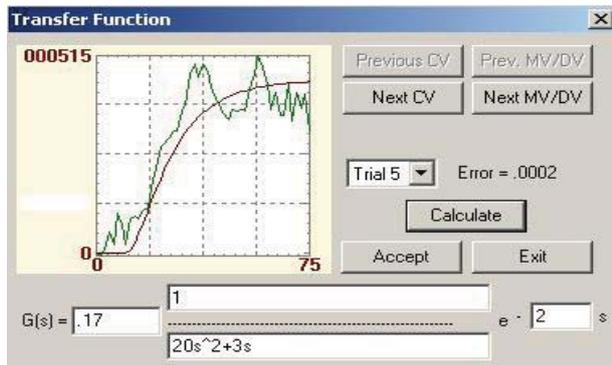 Transfer Function
000515
0
0
75
Previous CV
Prev. MV/DV
Next CV
Next MV/DV
Trial 5
Error = .0002
Calculate
Accept
Exit
G(s) = .17
1
20s^2+3s
e - 2 s